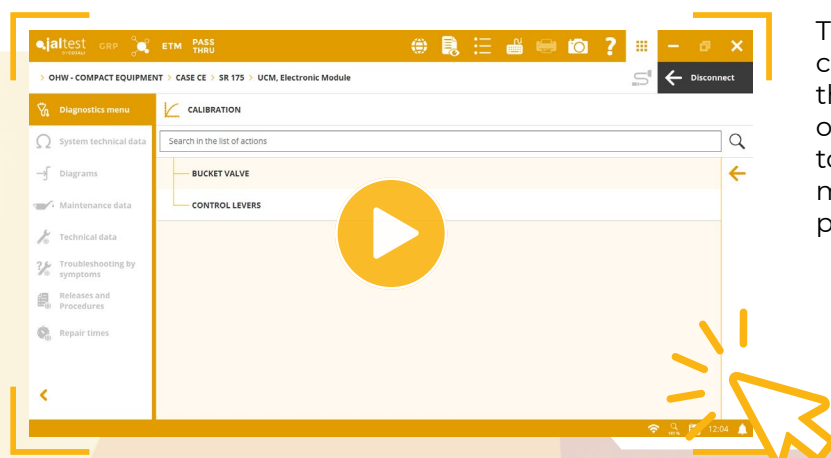 jaltest GRP ETM PASS THRU
BY COJALI
> OHW - COMPACT EQUIPMENT > CASE CE > SR 175 > UCM, Electronic Module
Disconnect
Diagnostics menu
CALIBRATION
System technical data
Search in the list of actions
Diagrams
BUCKET VALVE
Maintenance data
CONTROL LEVERS
Technical data
Troubleshooting by
symptoms
Releases and
Procedures
Repair times
12:04